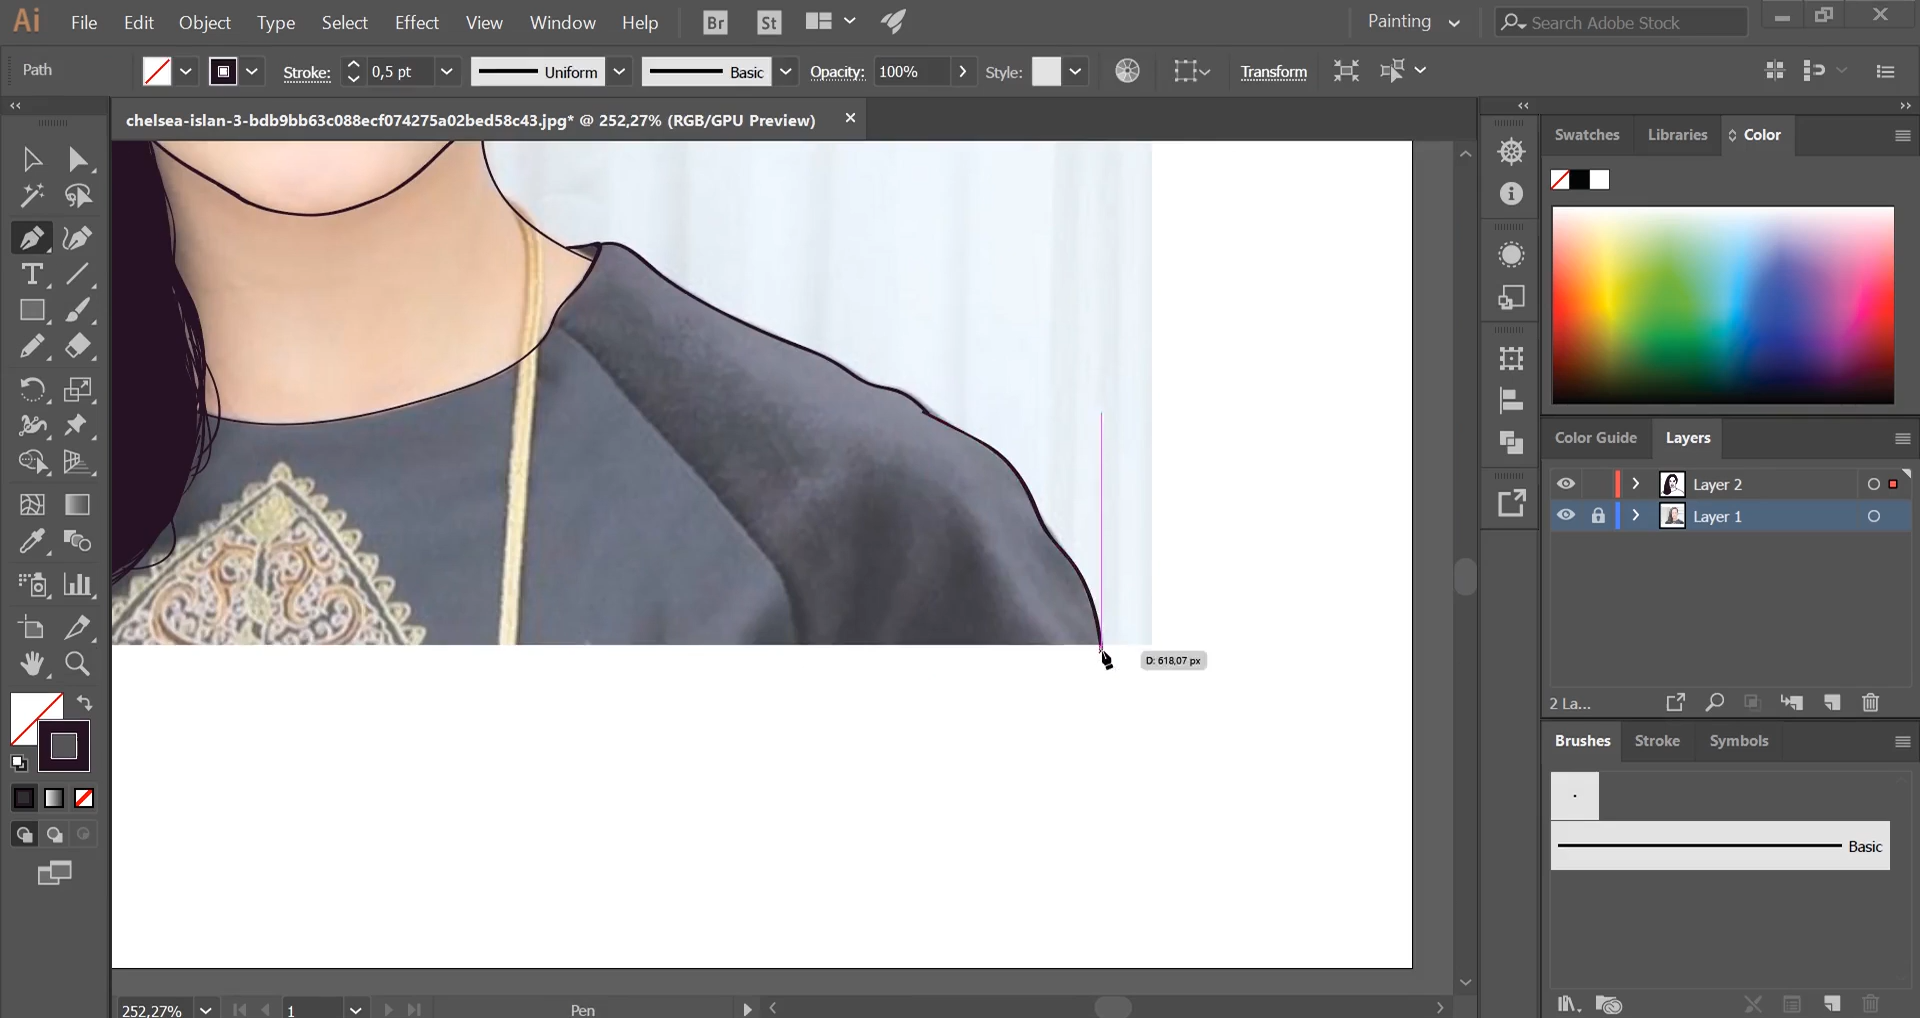 Ai File Edit Object Type Select Effect View Window Help Br St Painting Search Adobe Stock
Path Stroke: 0,5 pt Uniform Basic Opacity: 100% Style: Transform
chelsea-islan-3-bdb9bb63c088ecf074275a02bed58c43.jpg* @ 252,27% (RGB/GPU Preview)
Swatches Libraries Color
Color Guide Layers
Layer 2
Layer 1
D: 618,07 px
2 La...
Brushes Stroke Symbols
Basic
252,27% 1 Pen